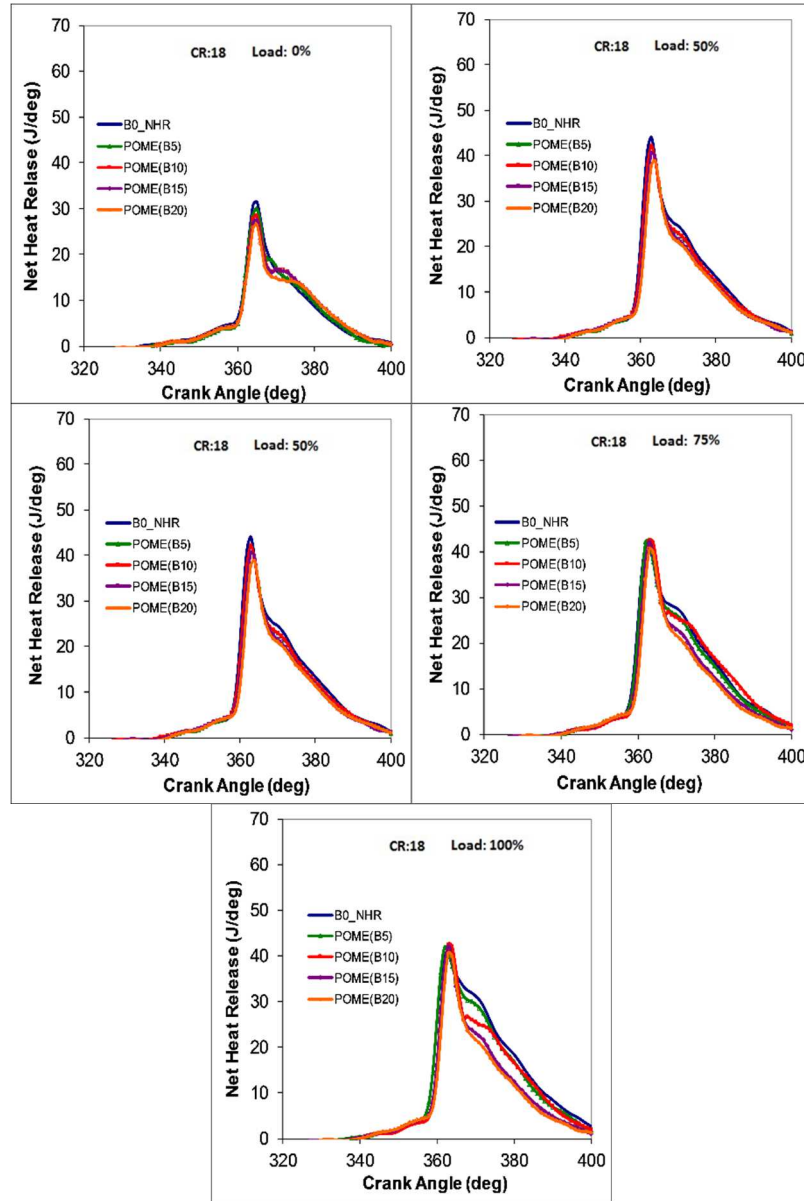 CR:18 Load: 0%
Net Heat Relase (J/deg)
70
60
50
40
30
20
10
0
B0_NHR
POME(B5)
POME(B10)
POME(B15)
POME(B20)
320 340 360 380 400
Crank Angle (deg)
CR:18 Load: 50%
Net Heat Release (J/deg)
70
60
50
40
30
20
10
0
B0_NHR
POME(B5)
POME(B10)
POME(B15)
POME(B20)
320 340 360 380 400
Crank Angle (deg)
CR:18 Load: 50%
Net Heat Release (J/deg)
70
60
50
40
30
20
10
0
B0_NHR
POME(B5)
POME(B10)
POME(B15)
POME(B20)
320 340 360 380 400
Crank Angle (deg)
CR:18 Load: 75%
Net Heat Release (J/deg)
70
60
50
40
30
20
10
0
B0_NHR
POME(B5)
POME(B10)
POME(B15)
POME(B20)
320 340 360 380 400
Crank Angle (deg)
CR:18 Load: 100%
Net Heat Release (J/deg)
70
60
50
40
30
20
10
0
B0_NHR
POME(B5)
POME(B10)
POME(B15)
POME(B20)
320 340 360 380 400
Crank Angle (deg)